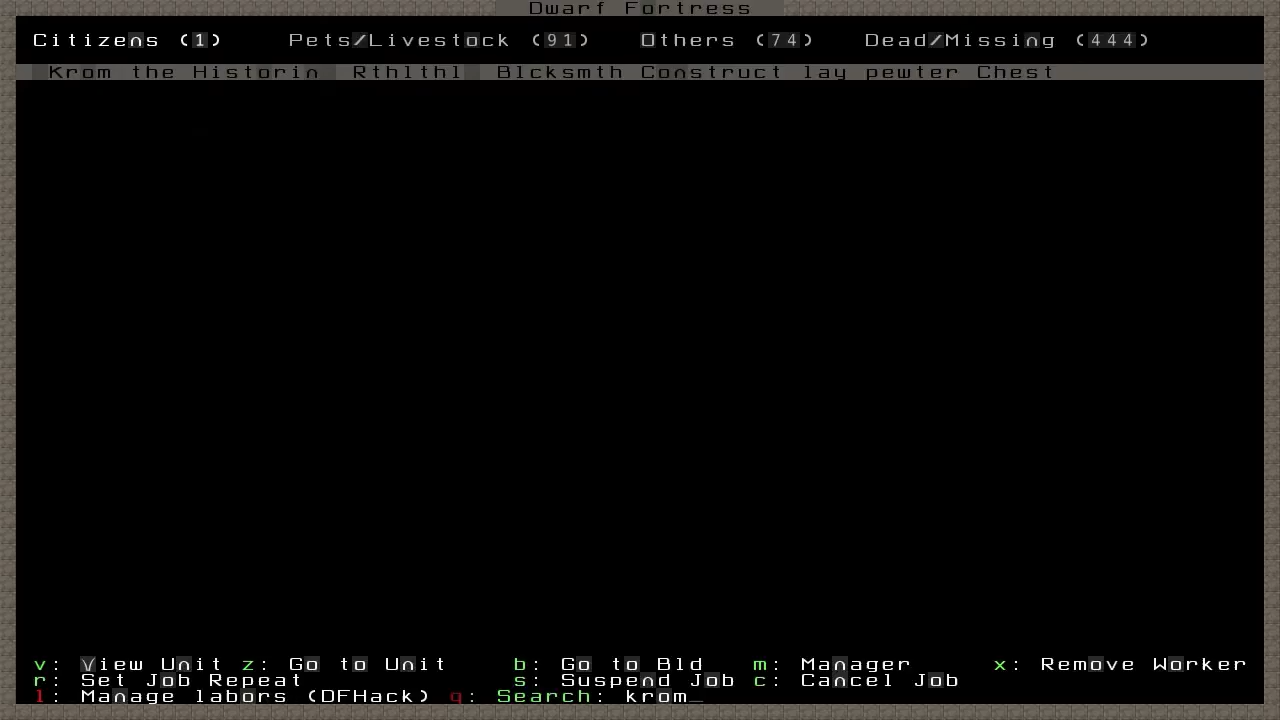 Dwarf Fortress
Citizens (1) Pets/Livestock (91) Others (74) Dead/Missing (444)
Krom the Historin Rthlthl Blcksmth Construct lay pewter Chest
v: View Unit z: Go to Unit b: Go to Bld m: Manager x: Remove Worker
r: Set Job Repeat s: Suspend Job c: Cancel Job
l: Manage labors (DFHack) q: Search: krom_